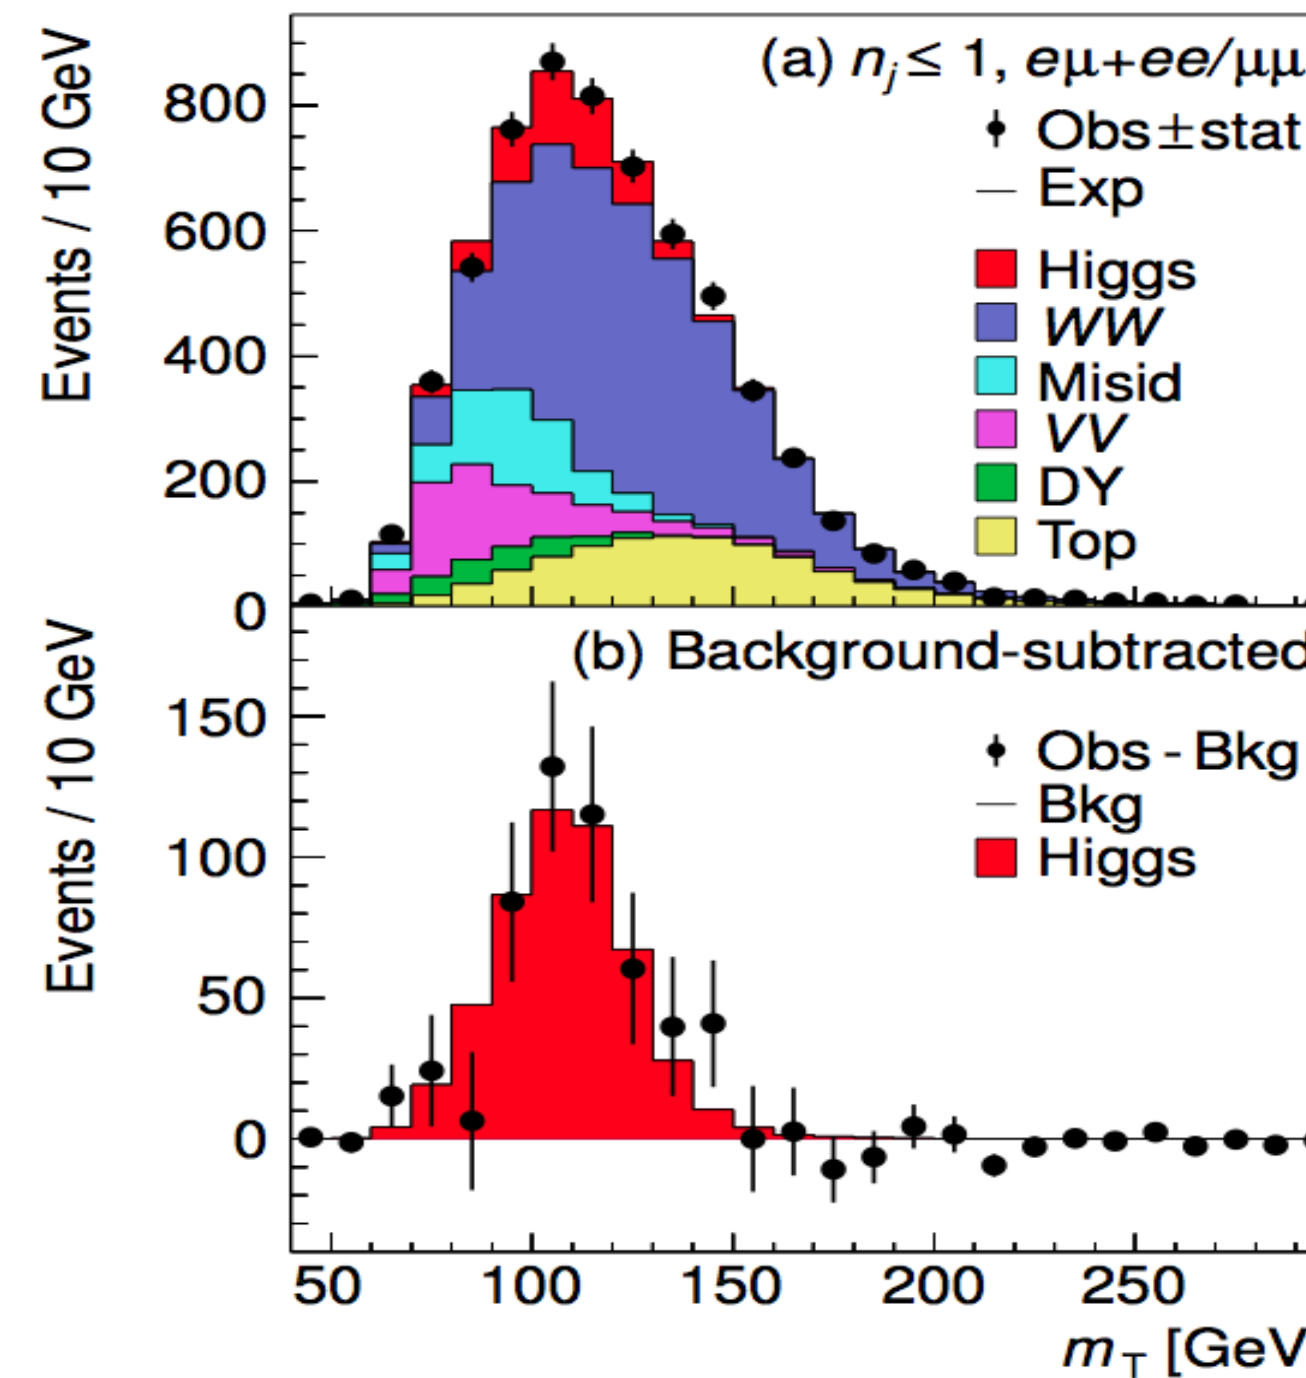 Events / 10 GeV
800
600
400
200
0
(a) nj ≤ 1, eμ+ee/μμ
Obs±stat
Exp
Higgs
WW
Misid
VV
DY
Top
Events / 10 GeV
150
100
50
0
(b) Background-subtracted
Obs - Bkg
Bkg
Higgs
50 100 150 200 250
mT [GeV